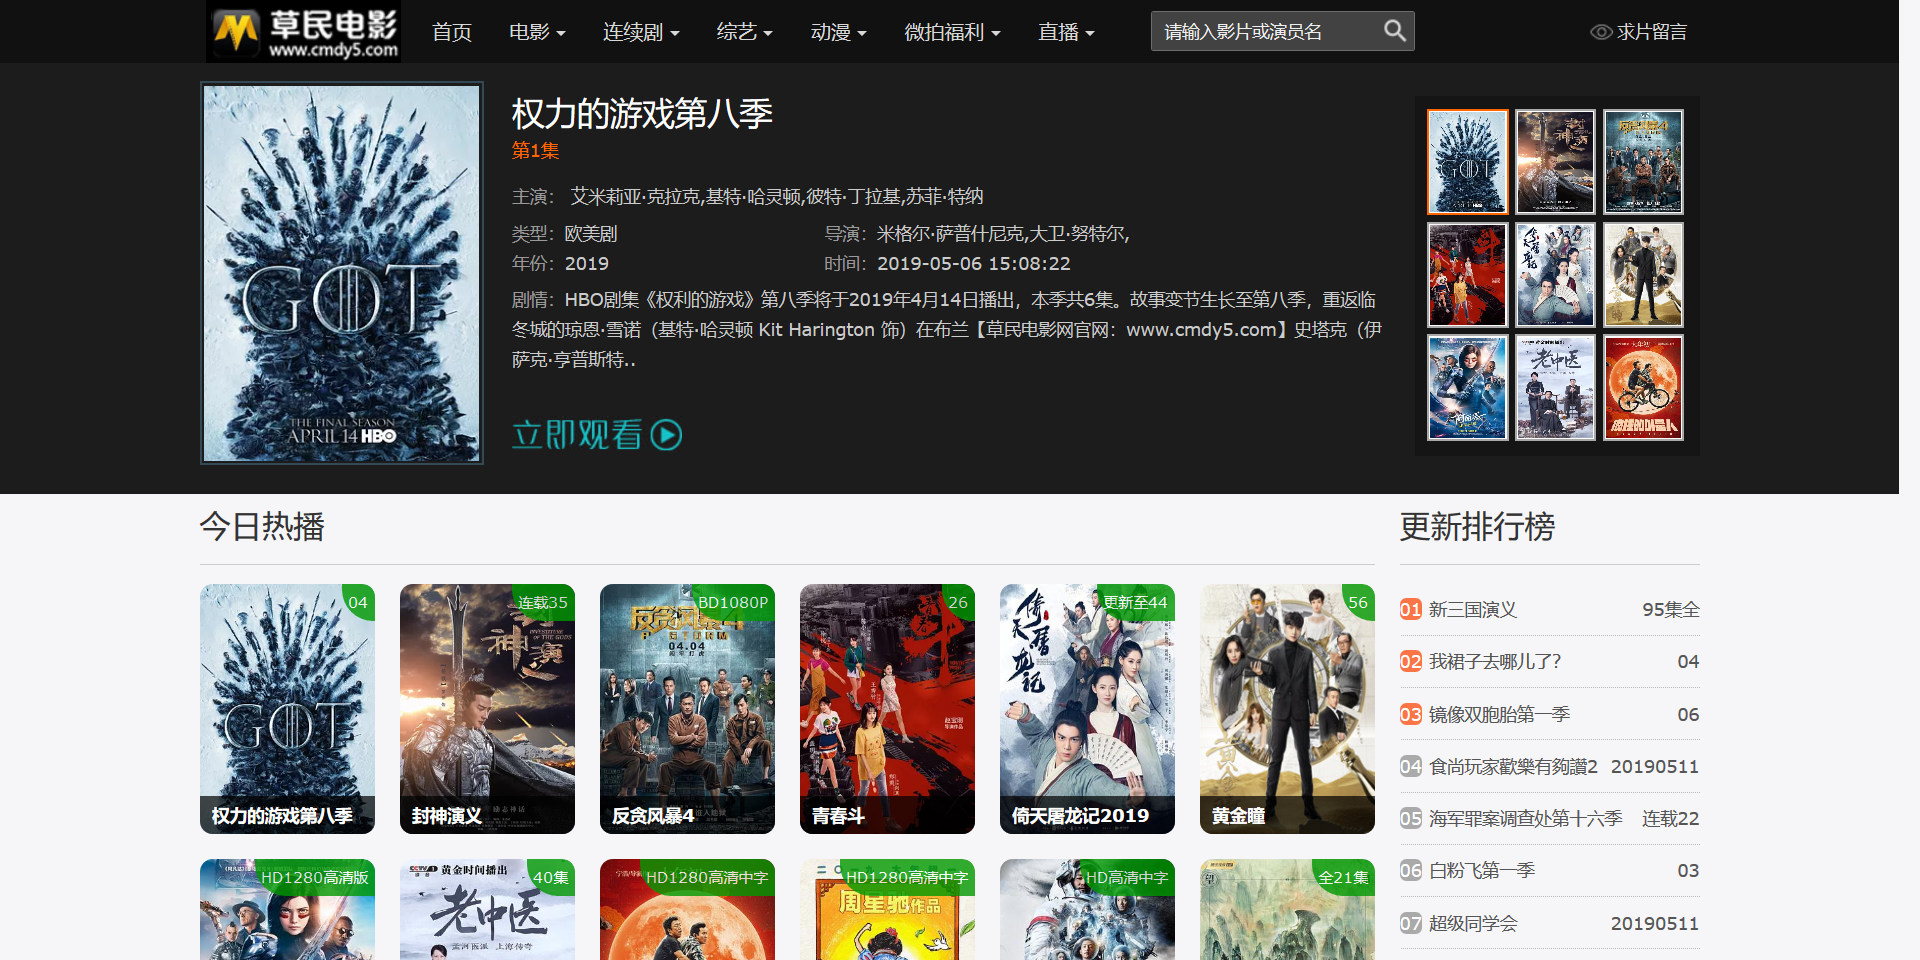 草民电影
www.cmdy5.com
首页 电影 连续剧 综艺 动漫 微拍福利 直播
请输入影片或演员名
求片留言
GOT
THE FINAL SEASON
APRIL 14 HBO
权力的游戏第八季
第1集
主演： 艾米莉亚·克拉克,基特·哈灵顿,彼特·丁拉基,苏菲·特纳
类型：欧美剧 导演：米格尔·萨普什尼克,大卫·努特尔,
年份：2019 时间：2019-05-06 15:08:22
剧情：HBO剧集《权利的游戏》第八季将于2019年4月14日播出，本季共6集。故事变节生长至第八季，重返临
冬城的琼恩·雪诺（基特·哈灵顿 Kit Harington 饰）在布兰【草民电影网官网：www.cmdy5.com】史塔克（伊
萨克·亨普斯特..
立即观看
今日热播
04
GOT
权力的游戏第八季
连载35
封神演义
BD1080P
04.04
反贪风暴4
26
青春斗
更新至44
倚天屠龙记
倚天屠龙记2019
56
黄金瞳
HD1280高清版
40集
黄金时间播出
老中医
HD1280高清中字
HD1280高清中字
周星驰作品
HD高清中字
全21集
更新排行榜
01 新三国演义 95集全
02 我裙子去哪儿了? 04
03 镜像双胞胎第一季 06
04 食尚玩家歡樂有夠讚2 20190511
05 海军罪案调查处第十六季 连载22
06 白粉飞第一季 03
07 超级同学会 20190511